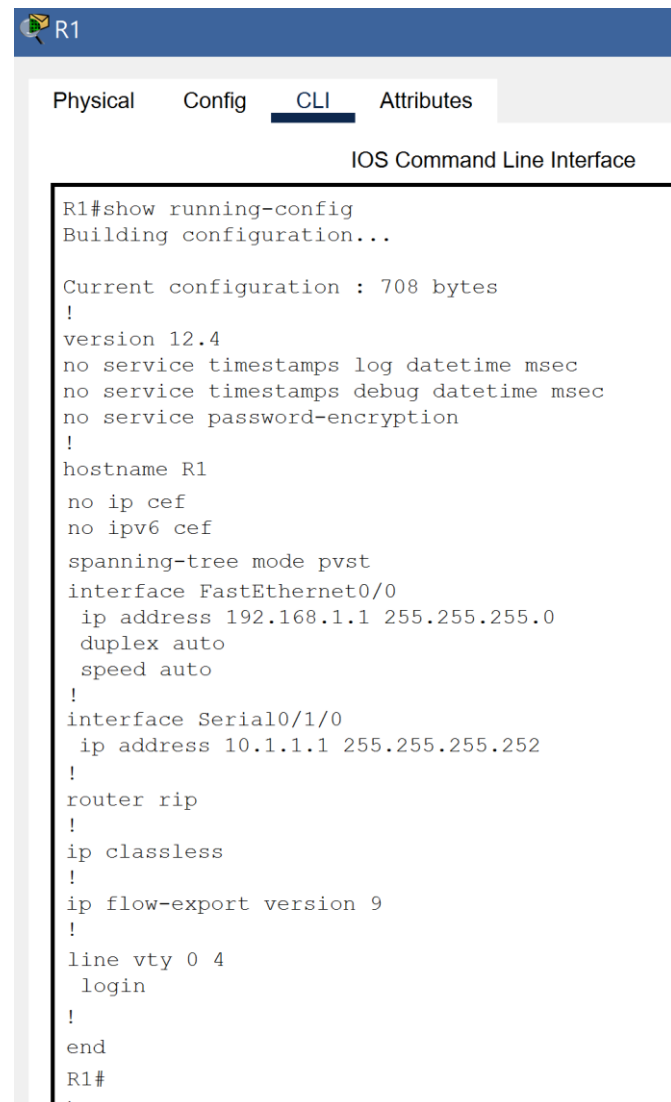 R1
Physical Config CLI Attributes
IOS Command Line Interface
R1#show running-config
Building configuration...
Current configuration : 708 bytes
!
version 12.4
no service timestamps log datetime msec
no service timestamps debug datetime msec
no service password-encryption
!
hostname R1
no ip cef
no ipv6 cef
spanning-tree mode pvst
interface FastEthernet0/0
ip address 192.168.1.1 255.255.255.0
duplex auto
speed auto
!
interface Serial0/1/0
ip address 10.1.1.1 255.255.255.252
!
router rip
!
ip classless
!
ip flow-export version 9
!
line vty 0 4
login
!
end
R1#